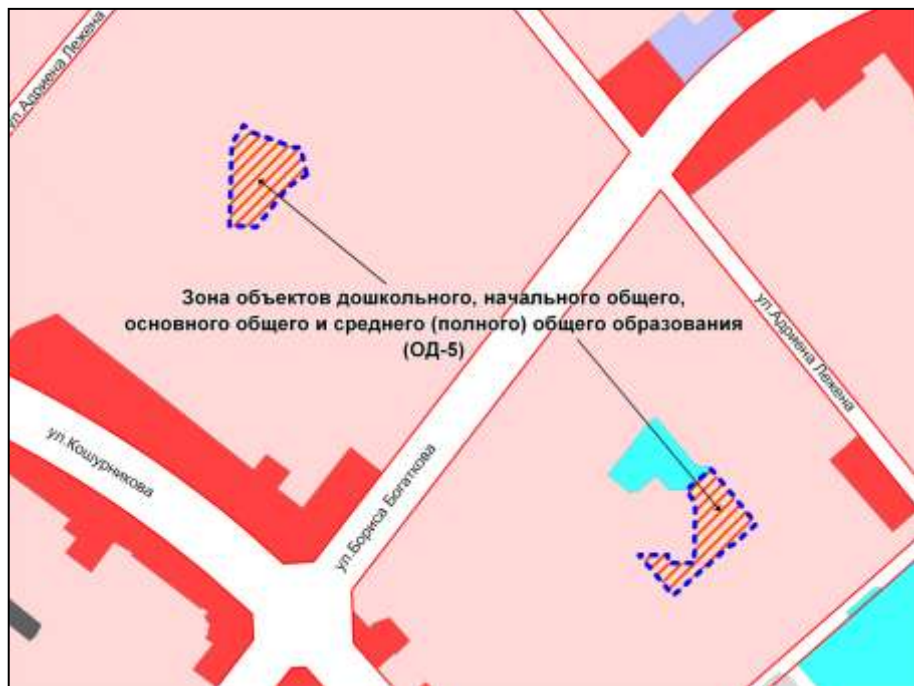 ул.Адриена Лежена
Зона объектов дошкольного, начального общего,
основного общего и среднего (полного) общего образования
(ОД-5)
ул.Адриена Лежена
ул.Кошурникова
ул.Бориса Богаткова